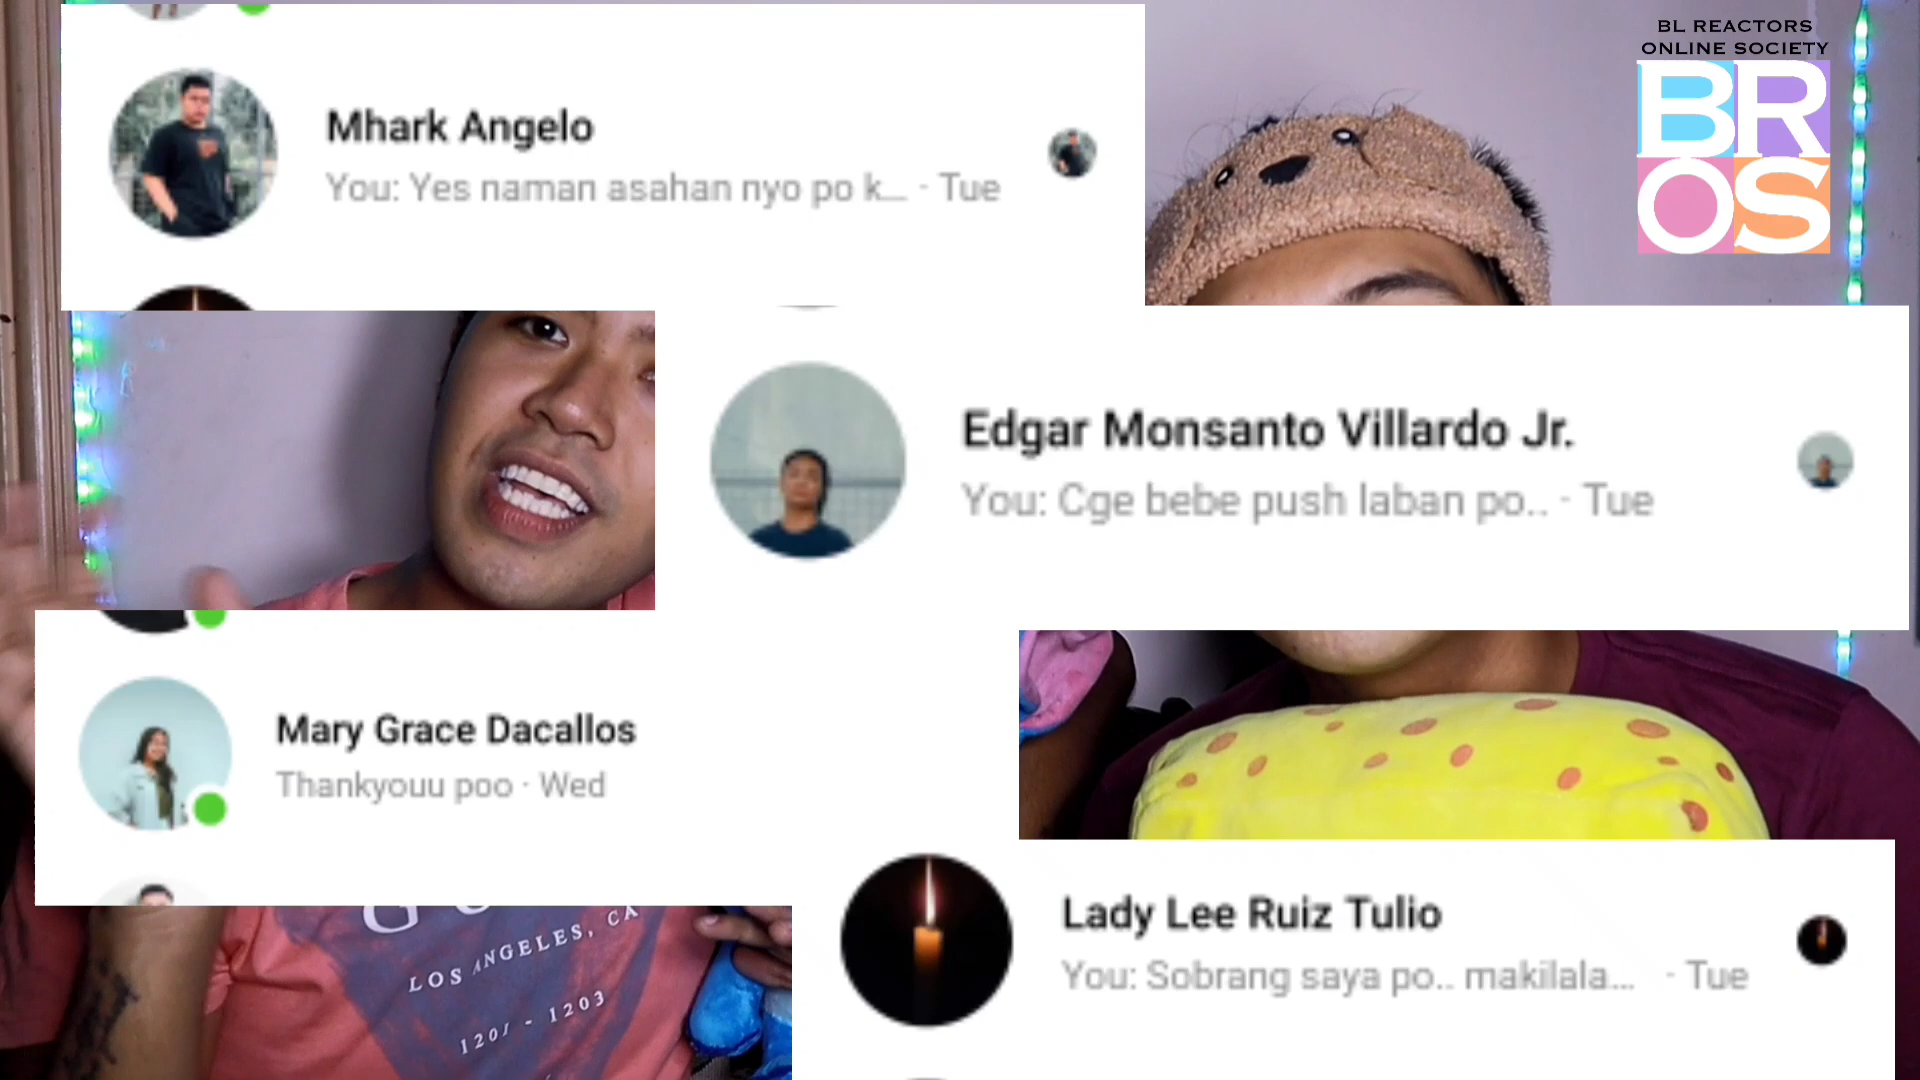 BL REACTORS
ONLINE SOCIETY
BR
OS
Mhark Angelo
You: Yes naman asahan nyo po k... · Tue
Edgar Monsanto Villardo Jr.
You: Cge bebe push laban po.. · Tue
Mary Grace Dacallos
Thankyouu poo · Wed
Lady Lee Ruiz Tulio
You: Sobrang saya po.. makilala... · Tue
LOS ANGELES, CA
1201 - 1203